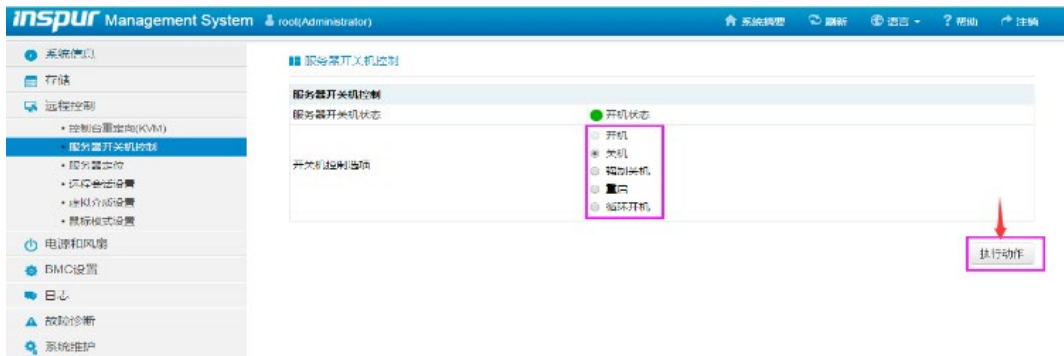 inspur Management System root(Administrator) 系统摘要 刷新 语言 ? 帮助 注销
系统信息
存储
远程控制
• 控制台重定向(KVM)
• 服务器开关机控制
• 服务器定位
• 远程会话设置
• 虚拟介质设置
• 鼠标模式设置
电源和风扇
BMC设置
日志
故障诊断
系统维护
服务器开关机控制
服务器开关机控制
服务器开关机状态 开机状态
开关机控制选项
开机
关机
强制关机
重启
循环开机
执行动作